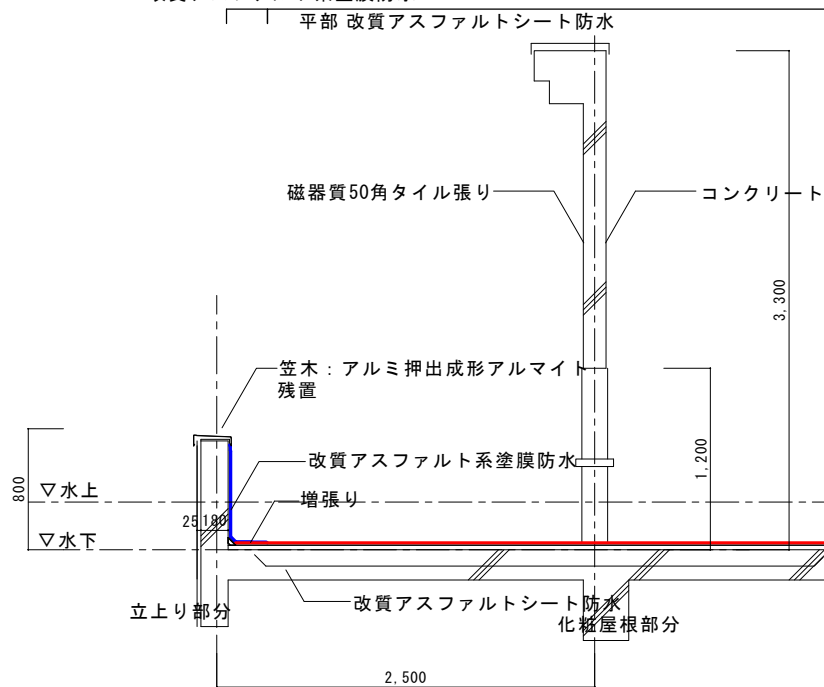 平部 改質アスファルトシート防水
磁器質50角タイル張り
コンクリート
3,300
笠木：アルミ押出成形アルマイト
残置
1,200
改質アスファルト系塗膜防水
800
▽水上
増張り
25 180
▽水下
改質アスファルトシート防水
立上り部分
化粧屋根部分
2,500